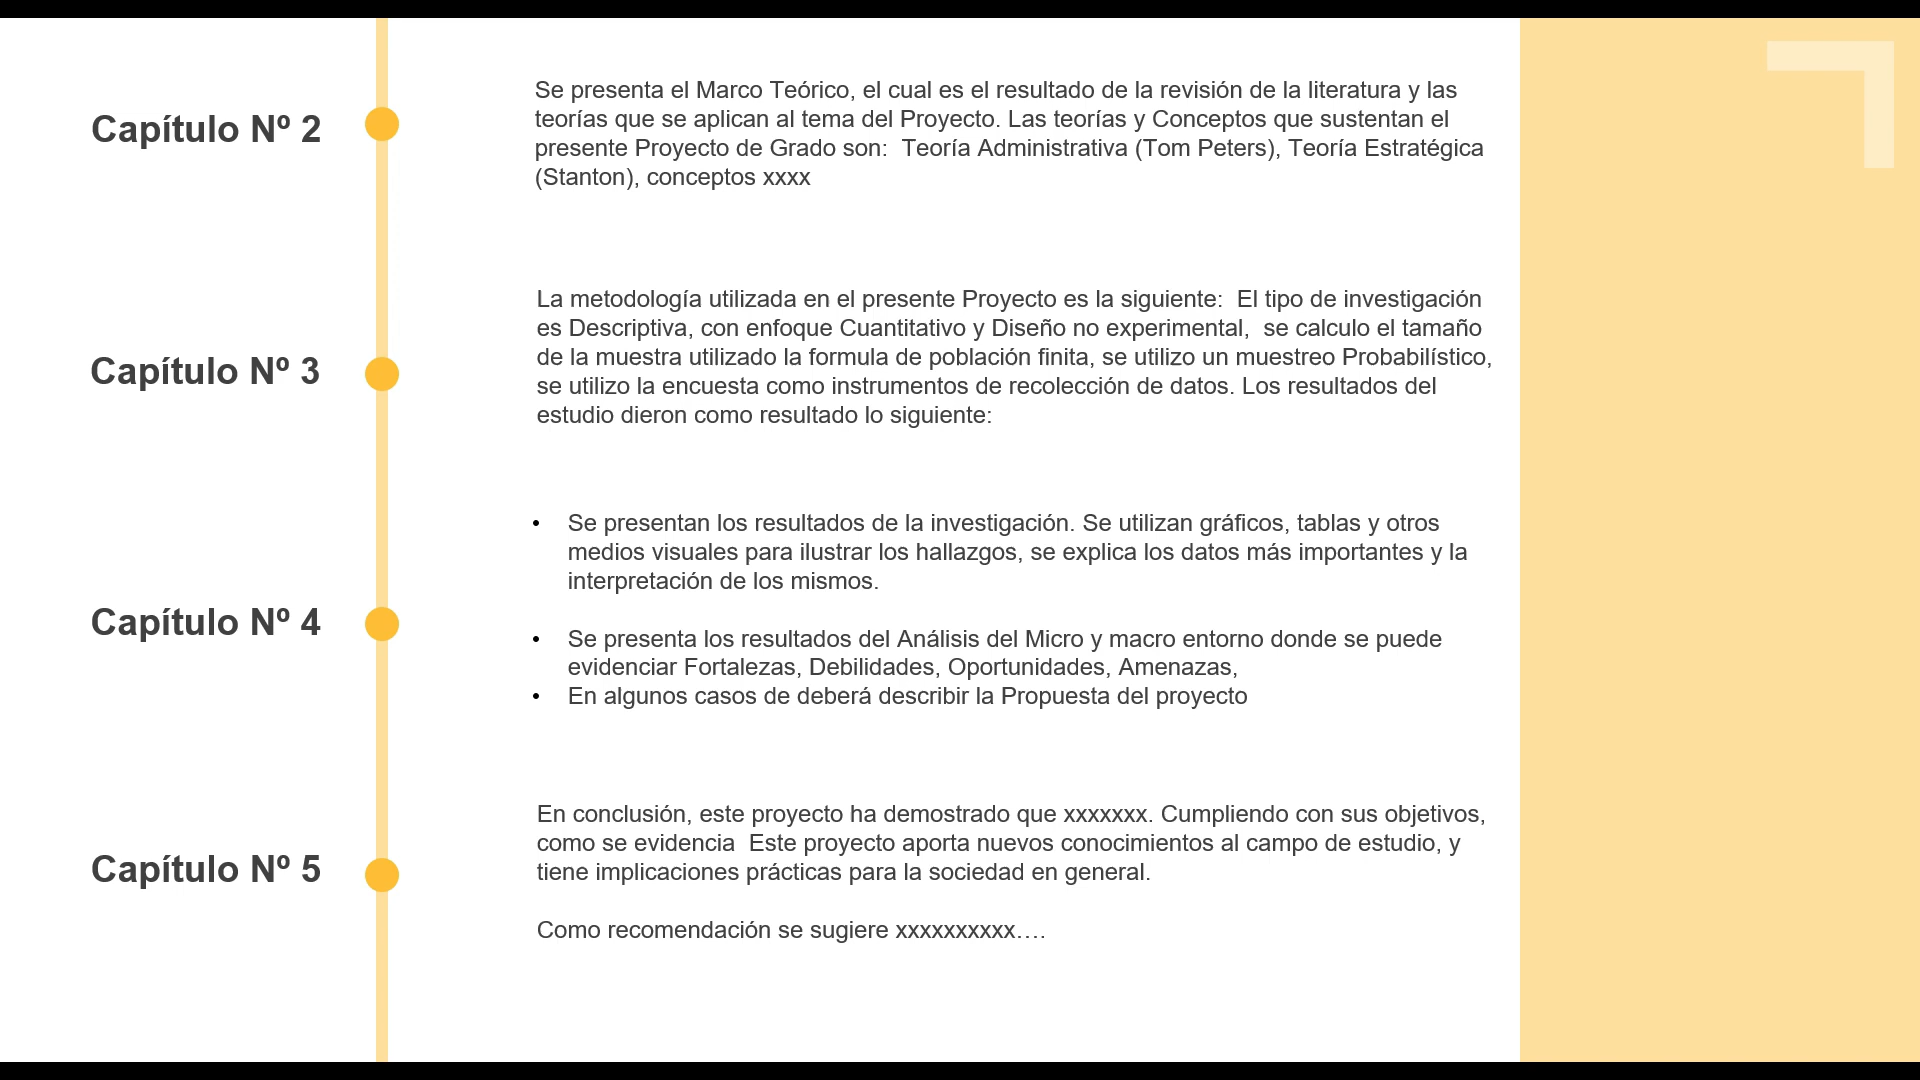 Capítulo Nº 2
Se presenta el Marco Teórico, el cual es el resultado de la revisión de la literatura y las
teorías que se aplican al tema del Proyecto. Las teorías y Conceptos que sustentan el
presente Proyecto de Grado son:  Teoría Administrativa (Tom Peters), Teoría Estratégica
(Stanton), conceptos xxxx
Capítulo Nº 3
La metodología utilizada en el presente Proyecto es la siguiente:  El tipo de investigación
es Descriptiva, con enfoque Cuantitativo y Diseño no experimental,  se calculo el tamaño
de la muestra utilizado la formula de población finita, se utilizo un muestreo Probabilístico,
se utilizo la encuesta como instrumentos de recolección de datos. Los resultados del
estudio dieron como resultado lo siguiente:
Capítulo Nº 4
• Se presentan los resultados de la investigación. Se utilizan gráficos, tablas y otros
medios visuales para ilustrar los hallazgos, se explica los datos más importantes y la
interpretación de los mismos.
• Se presenta los resultados del Análisis del Micro y macro entorno donde se puede
evidenciar Fortalezas, Debilidades, Oportunidades, Amenazas,
• En algunos casos de deberá describir la Propuesta del proyecto
Capítulo Nº 5
En conclusión, este proyecto ha demostrado que xxxxxxx. Cumpliendo con sus objetivos,
como se evidencia  Este proyecto aporta nuevos conocimientos al campo de estudio, y
tiene implicaciones prácticas para la sociedad en general.
Como recomendación se sugiere xxxxxxxxxx….